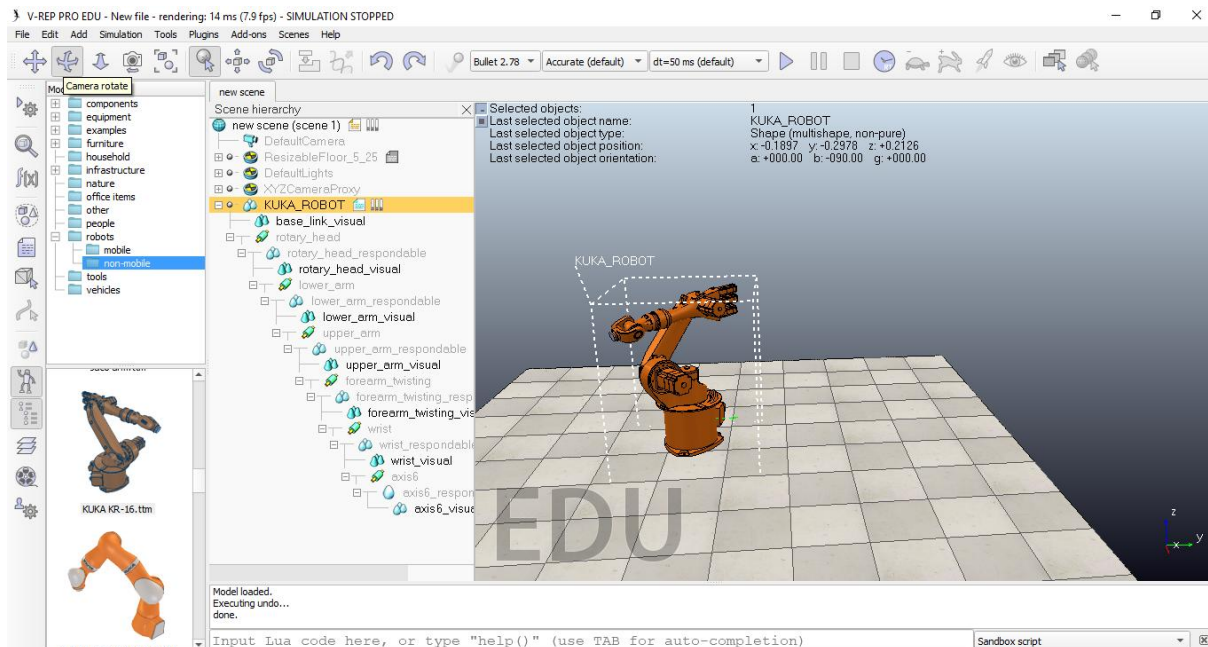 V-REP PRO EDU - New file - rendering: 14 ms (7.9 fps) - SIMULATION STOPPED
File Edit Add Simulation Tools Plugins Add-ons Scenes Help
Bullet 2.78 Accurate (default) dt=50 ms (default)
Camera rotate
components
equipment
examples
furniture
household
infrastructure
nature
office items
other
people
robots
mobile
non-mobile
tools
vehicles
KUKA KR-16.ttm
new scene
Scene hierarchy
new scene (scene 1)
DefaultCamera
ResizableFloor_5_25
DefaultLights
XYZCameraProxy
KUKA_ROBOT
base_link_visual
rotary_head
rotary_head_respondable
rotary_head_visual
lower_arm
lower_arm_respondable
lower_arm_visual
upper_arm
upper_arm_respondable
upper_arm_visual
forearm_twisting
forearm_twisting_resp
forearm_twisting_vis
wrist
wrist_respondabl
wrist_visual
axis6
axis6_respon
axis6_visua
Selected objects: 1
Last selected object name: KUKA_ROBOT
Last selected object type: Shape (multishape, non-pure)
Last selected object position: x: -0.1897 y: -0.2978 z: +0.2126
Last selected object orientation: a: +000.00 b: -090.00 g: +000.00
KUKA_ROBOT
EDU
z
x y
Model loaded.
Executing undo...
done.
Input Lua code here, or type "help()" (use TAB for auto-completion)
Sandbox script